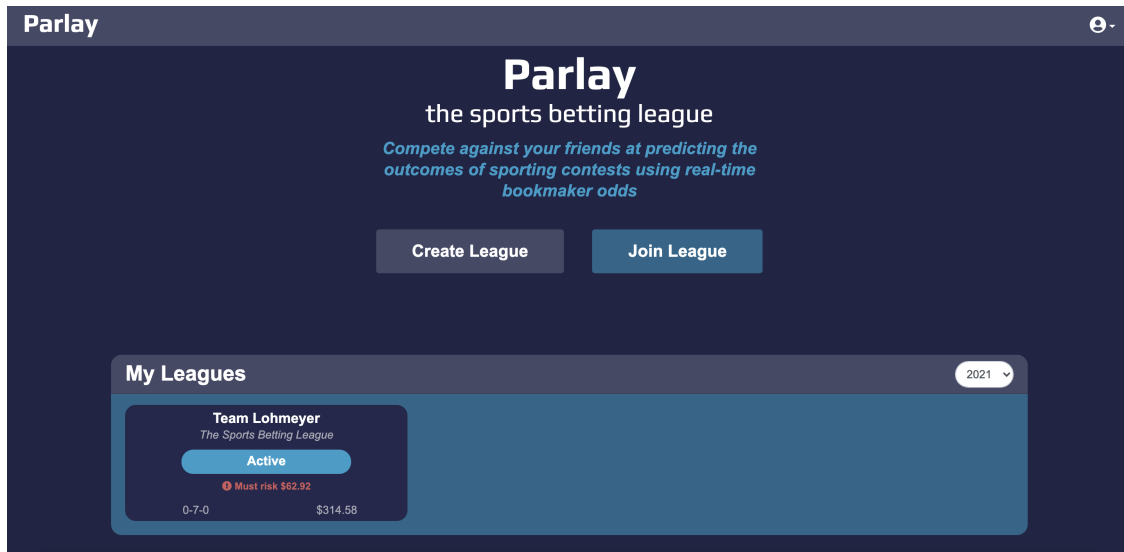 Parlay
Parlay
the sports betting league
Compete against your friends at predicting the
outcomes of sporting contests using real-time
bookmaker odds
Create League
Join League
My Leagues
2021
Team Lohmeyer
The Sports Betting League
Active
Must risk $62.92
0-7-0
$314.58